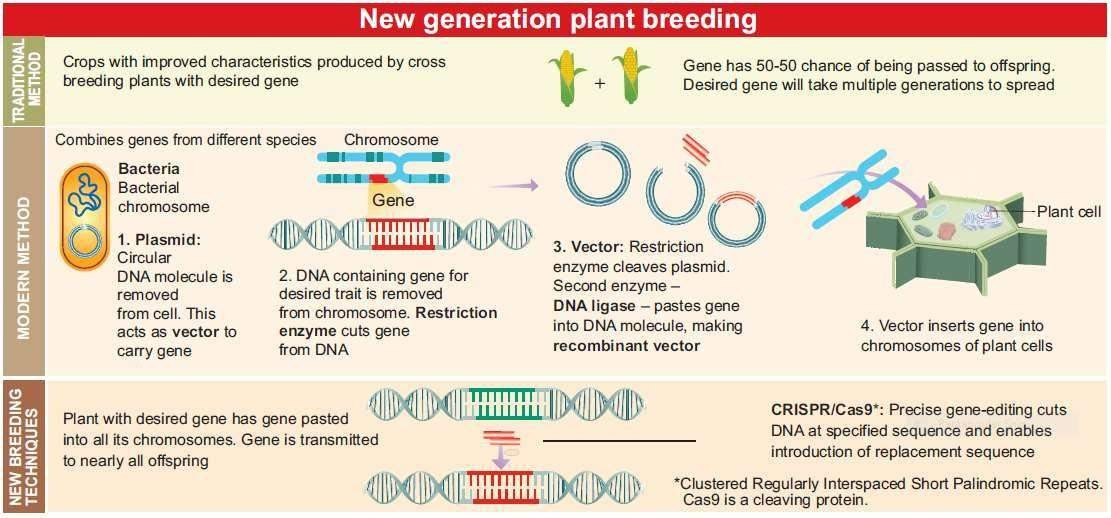 New generation plant breeding
TRADITIONAL
METHOD
Crops with improved characteristics produced by cross
breeding plants with desired gene
+
Gene has 50-50 chance of being passed to offspring.
Desired gene will take multiple generations to spread
MODERN METHOD
Combines genes from different species
Bacteria
Bacterial
chromosome
1. Plasmid:
Circular
DNA molecule is
removed
from cell. This
acts as vector to
carry gene
Chromosome
Gene
2. DNA containing gene for
desired trait is removed
from chromosome. Restriction
enzyme cuts gene
from DNA
3. Vector: Restriction
enzyme cleaves plasmid.
Second enzyme –
DNA ligase – pastes gene
into DNA molecule, making
recombinant vector
Plant cell
4. Vector inserts gene into
chromosomes of plant cells
NEW BREEDING
TECHNIQUES
Plant with desired gene has gene pasted
into all its chromosomes. Gene is transmitted
to nearly all offspring
CRISPR/Cas9*: Precise gene-editing cuts
DNA at specified sequence and enables
introduction of replacement sequence
*Clustered Regularly Interspaced Short Palindromic Repeats.
Cas9 is a cleaving protein.